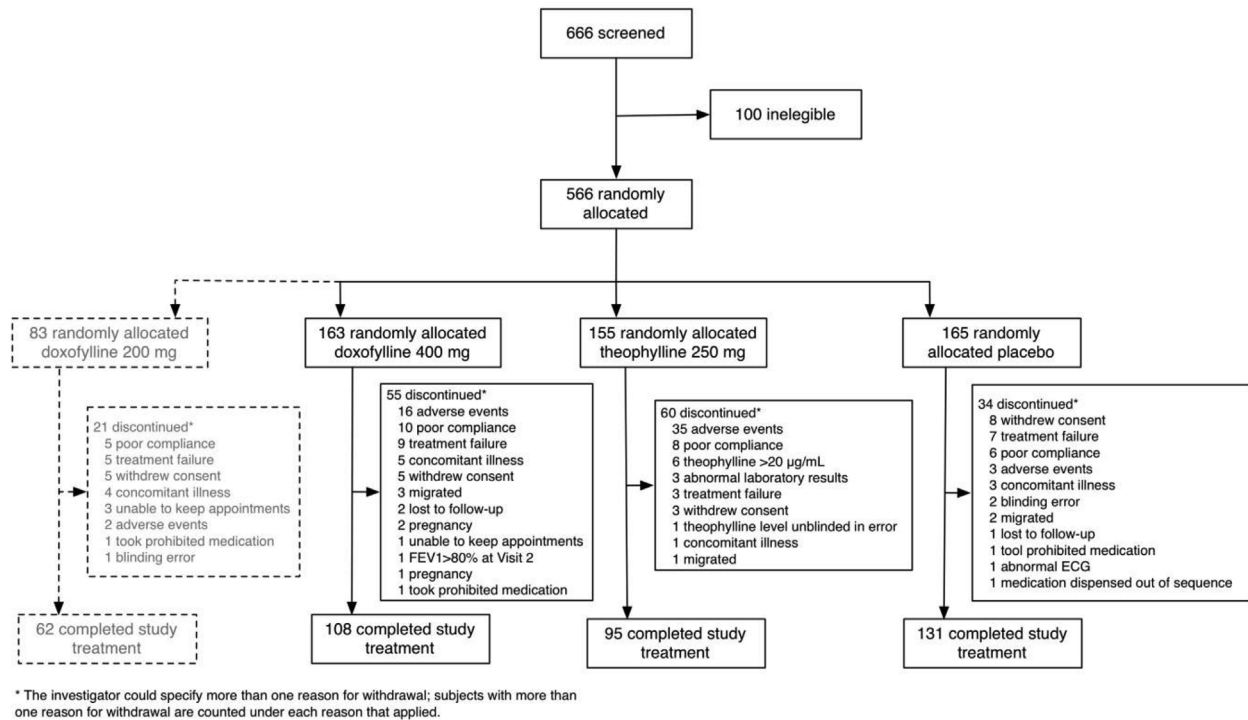 666 screened
100 inelegible
566 randomly
allocated
83 randomly allocated
doxofylline 200 mg
163 randomly allocated
doxofylline 400 mg
155 randomly allocated
theophylline 250 mg
165 randomly
allocated placebo
21 discontinued*
5 poor compliance
5 treatment failure
5 withdrew consent
4 concomitant illness
3 unable to keep appointments
2 adverse events
1 took prohibited medication
1 blinding error
55 discontinued*
16 adverse events
10 poor compliance
9 treatment failure
5 concomitant illness
5 withdrew consent
3 migrated
2 lost to follow-up
2 pregnancy
1 unable to keep appointments
1 FEV1>80% at Visit 2
1 pregnancy
1 took prohibited medication
60 discontinued*
35 adverse events
8 poor compliance
6 theophylline >20 µg/mL
3 abnormal laboratory results
3 treatment failure
3 withdrew consent
1 theophylline level unblinded in error
1 concomitant illness
1 migrated
34 discontinued*
8 withdrew consent
7 treatment failure
6 poor compliance
3 adverse events
3 concomitant illness
2 blinding error
2 migrated
1 lost to follow-up
1 tool prohibited medication
1 abnormal ECG
1 medication dispensed out of sequence
62 completed study
treatment
108 completed study
treatment
95 completed study
treatment
131 completed study
treatment
* The investigator could specify more than one reason for withdrawal; subjects with more than
one reason for withdrawal are counted under each reason that applied.